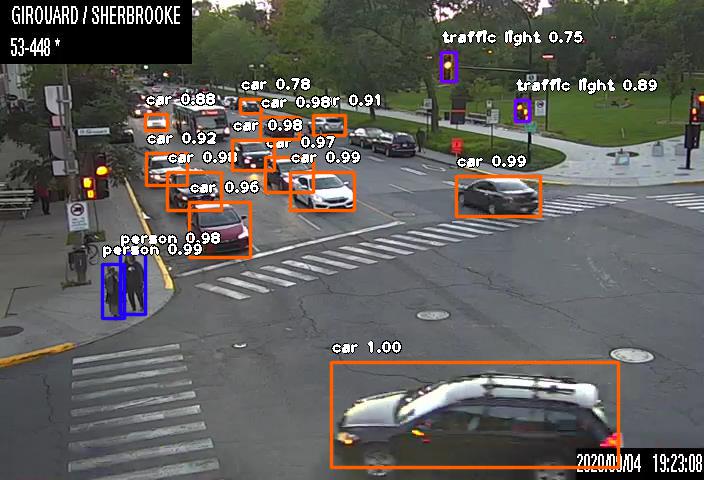 GIROUARD / SHERBROOKE
53-448 *
traffic light 0.75
traffic light 0.89
car 0.78
car 0.88
car 0.98
0.91
car 0.98
car 0.92
0.97
car 0.98
car 0.99
car 0.99
car 0.96
person 0.98
person 0.99
car 1.00
19:23:08